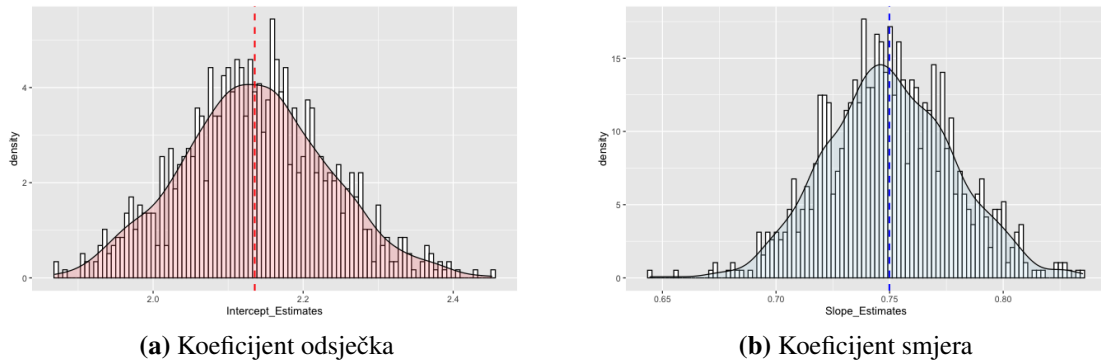 4
2
0
density
2.0
2.2
2.4
Intercept_Estimates
(a) Koeficijent odsječka
15
10
5
0
density
0.65
0.70
0.75
0.80
Slope_Estimates
(b) Koeficijent smjera